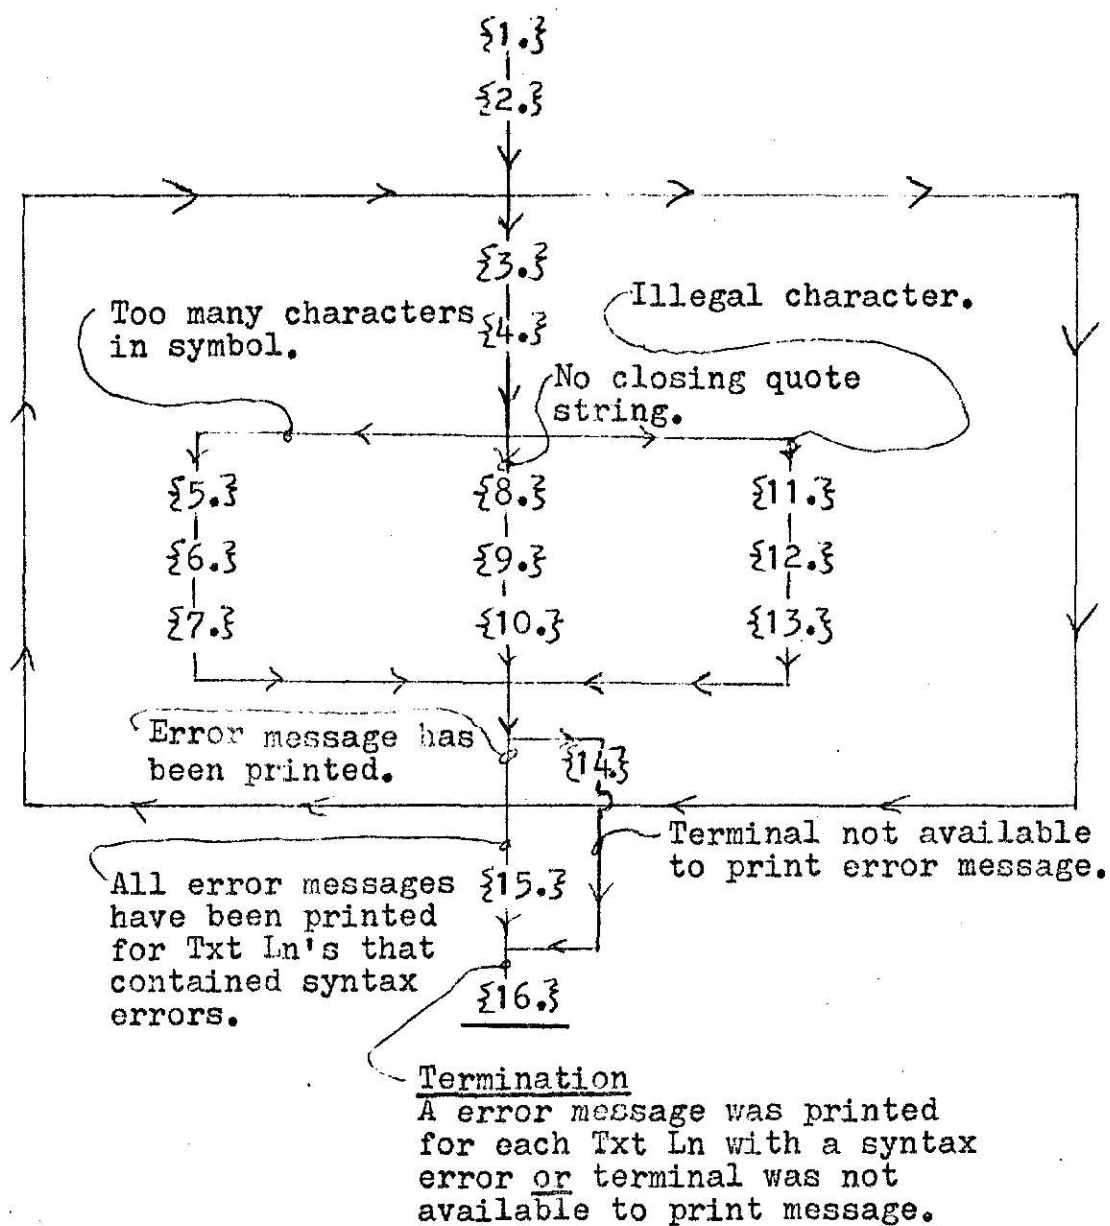 {1.}
{2.}
{3.}
Too many characters
in symbol.
{4.}
Illegal character.
No closing quote
string.
{5.}
{8.}
{11.}
{6.}
{9.}
{12.}
{7.}
{10.}
{13.}
Error message has
been printed.
{14.}
Terminal not available
to print error message.
All error messages
have been printed
for Txt Ln's that
contained syntax
errors.
{15.}
{16.}
Termination
A error message was printed
for each Txt Ln with a syntax
error or terminal was not
available to print message.